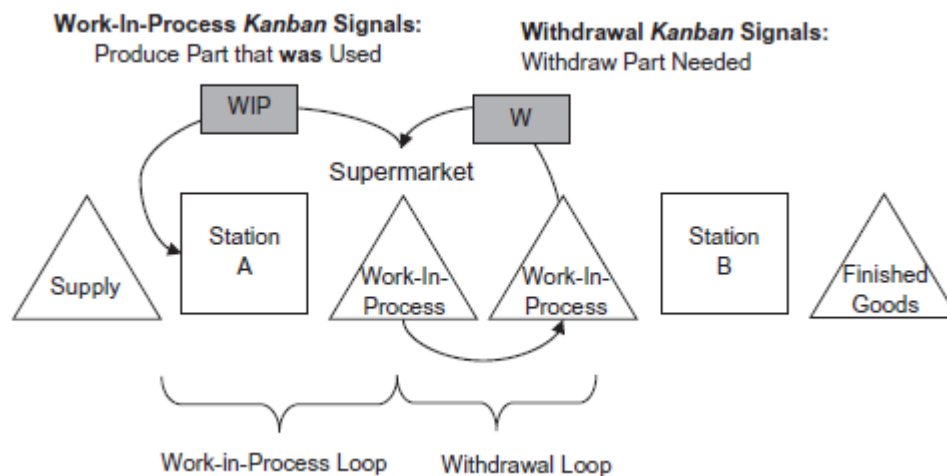 Work-In-Process Kanban Signals:
Produce Part that was Used
Withdrawal Kanban Signals:
Withdraw Part Needed
WIP
W
Supermarket
Supply
Station
A
Work-In-
Process
Work-In-
Process
Station
B
Finished
Goods
Work-in-Process Loop
Withdrawal Loop